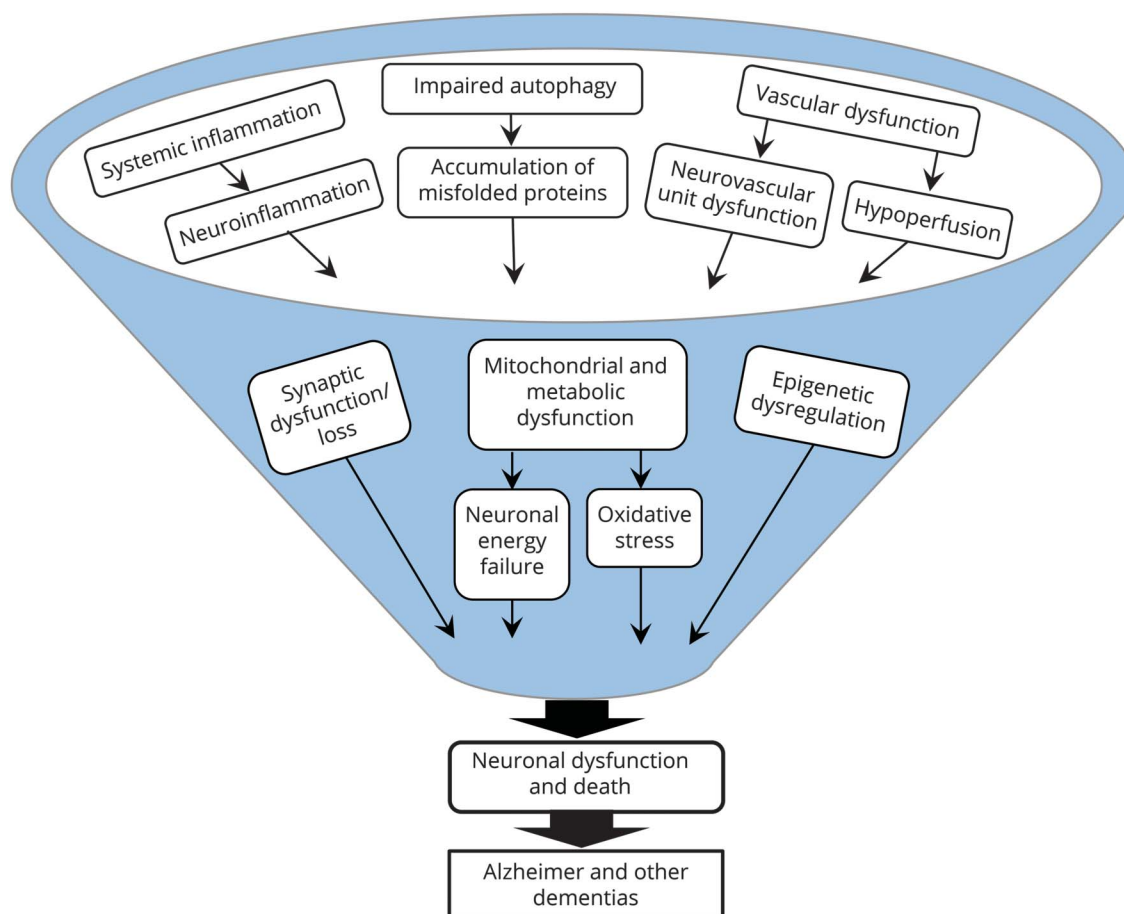 Systemic inflammation
Neuroinflammation
Impaired autophagy
Accumulation of
misfolded proteins
Vascular dysfunction
Neurovascular
unit dysfunction
Hypoperfusion
Synaptic
dysfunction/
loss
Mitochondrial and
metabolic
dysfunction
Epigenetic
dysregulation
Neuronal
energy
failure
Oxidative
stress
Neuronal dysfunction
and death
Alzheimer and other
dementias